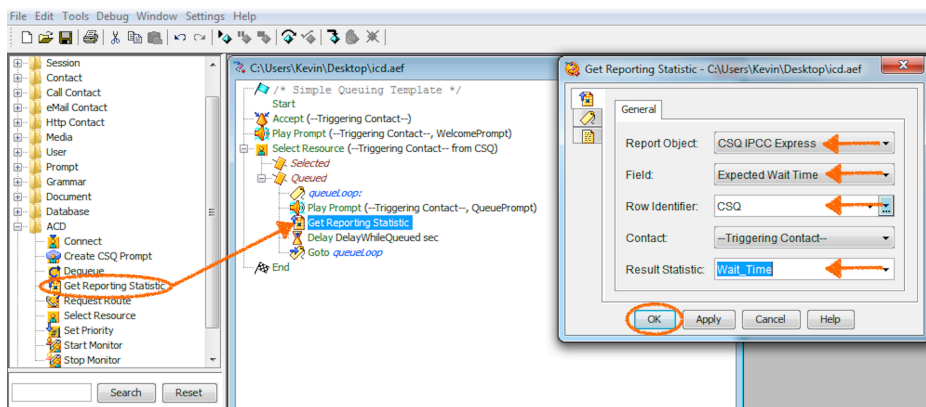 File Edit Tools Debug Window Settings Help
Session
Contact
Call Contact
eMail Contact
Http Contact
Media
User
Prompt
Grammar
Document
Database
ACD
Connect
Create CSQ Prompt
Dequeue
Get Reporting Statistic
Request Route
Select Resource
Set Priority
Start Monitor
Stop Monitor
Search Reset
C:\Users\Kevin\Desktop\icd.aef
/* Simple Queuing Template */
Start
Accept (--Triggering Contact--)
Play Prompt (--Triggering Contact--, WelcomePrompt)
Select Resource (--Triggering Contact-- from CSQ)
Selected
Queued
queueLoop:
Play Prompt (--Triggering Contact--, QueuePrompt)
Get Reporting Statistic
Delay DelayWhileQueued sec
Goto queueLoop
End
Get Reporting Statistic - C:\Users\Kevin\Desktop\icd.aef
General
Report Object: CSQ IPCC Express
Field: Expected Wait Time
Row Identifier: CSQ ...
Contact: --Triggering Contact--
Result Statistic: Wait_Time
OK Apply Cancel Help